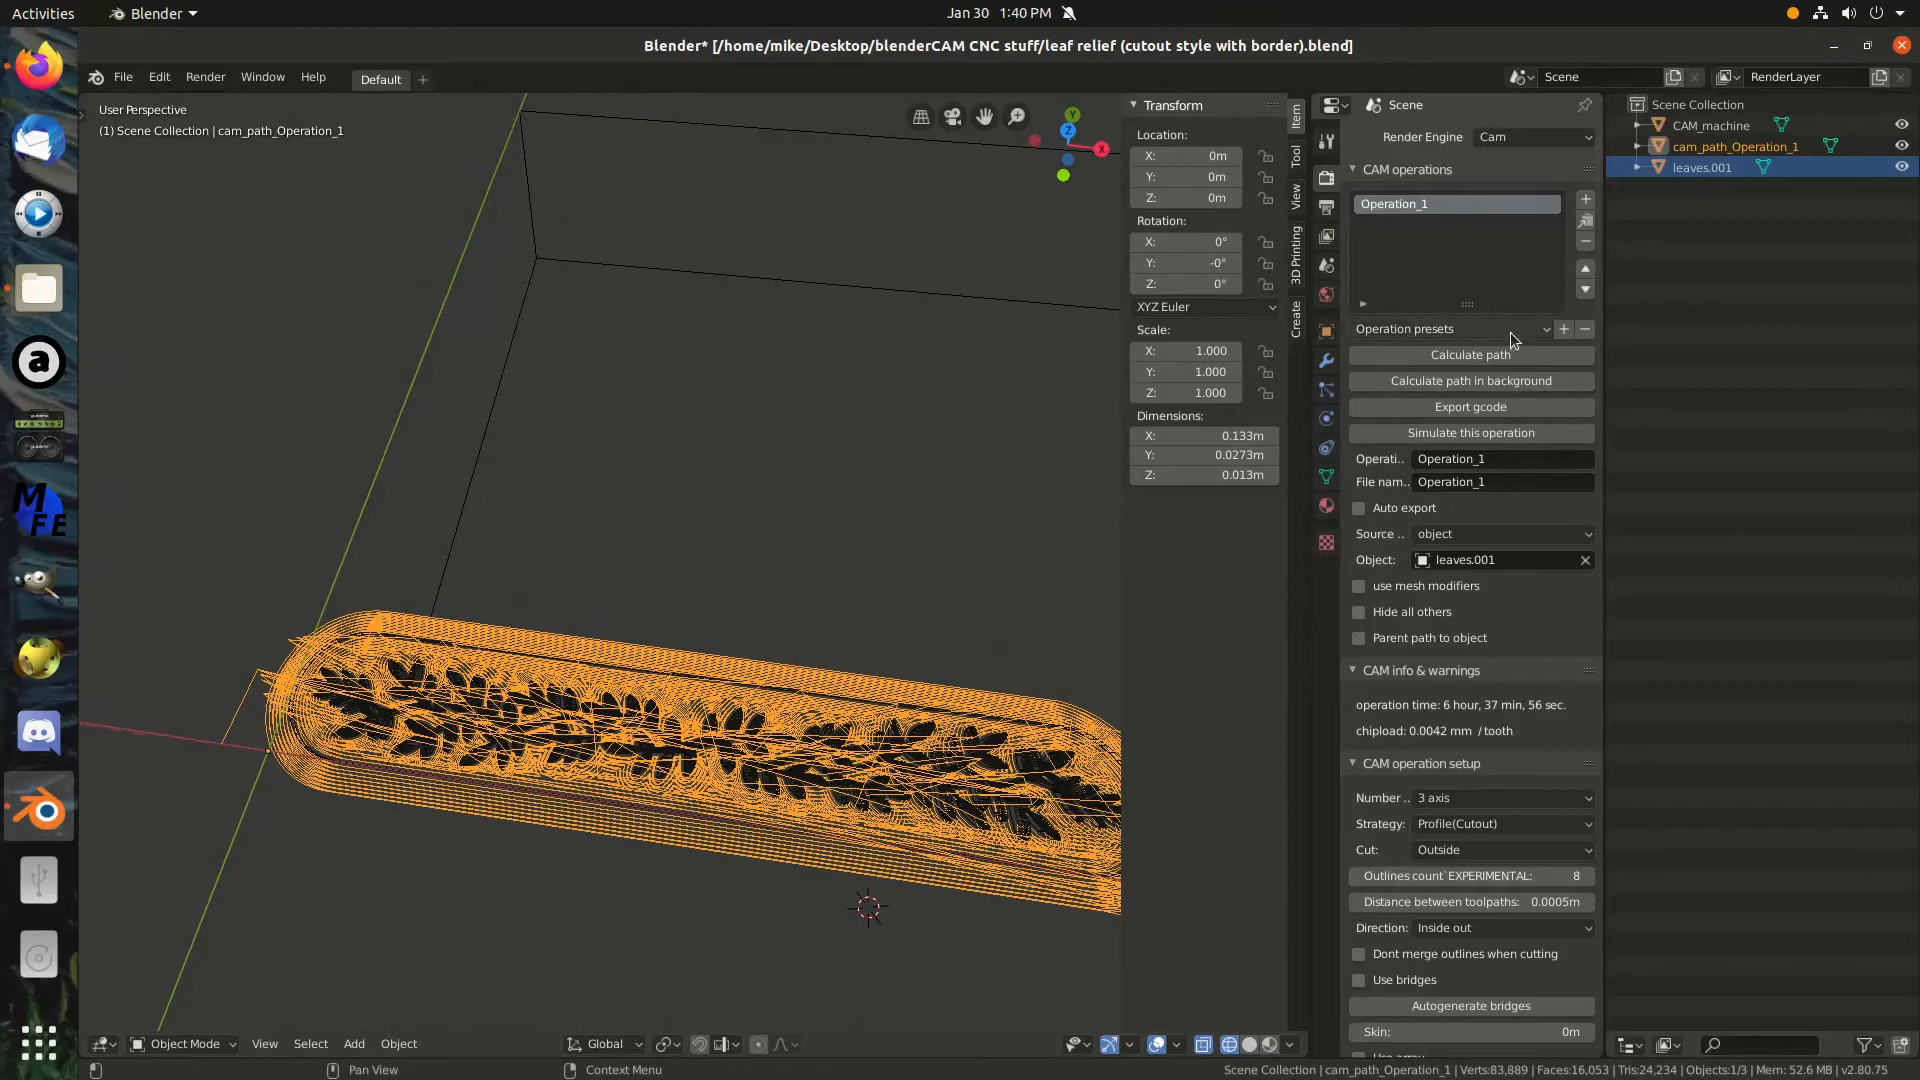 Activities
Blender
Jan 30 1:40 PM
Blender* [/home/mike/Desktop/blenderCAM CNC stuff/leaf relief (cutout style with border).blend]
File Edit Render Window Help
Default
Scene
RenderLayer
User Perspective
(1) Scene Collection | cam_path_Operation_1
Z
X
Transform
Location:
X: 0m
Y: 0m
Z: 0m
Rotation:
X: 0°
Y: -0°
Z: 0°
XYZ Euler
Scale:
X: 1.000
Y: 1.000
Z: 1.000
Dimensions:
X: 0.133m
Y: 0.0273m
Z: 0.013m
Item
Tool
View
3D Printing
Create
Scene
Render Engine Cam
CAM operations
Operation_1
Operation presets
Calculate path
Calculate path in background
Export gcode
Simulate this operation
Operati.. Operation_1
File nam.. Operation_1
Auto export
Source .. object
Object: leaves.001
use mesh modifiers
Hide all others
Parent path to object
CAM info & warnings
operation time: 6 hour, 37 min, 56 sec.
chipload: 0.0042 mm / tooth
CAM operation setup
Number .. 3 axis
Strategy: Profile(Cutout)
Cut: Outside
Outlines count`EXPERIMENTAL: 8
Distance between toolpaths: 0.0005m
Direction: Inside out
Dont merge outlines when cutting
Use bridges
Autogenerate bridges
Skin: 0m
Scene Collection
CAM_machine
cam_path_Operation_1
leaves.001
a
MFE
Object Mode View Select Add Object
Global
Pan View
Context Menu
Scene Collection | cam_path_Operation_1 | Verts:83,889 | Faces:16,053 | Tris:24,234 | Objects:1/3 | Mem: 52.6 MB | v2.80.75